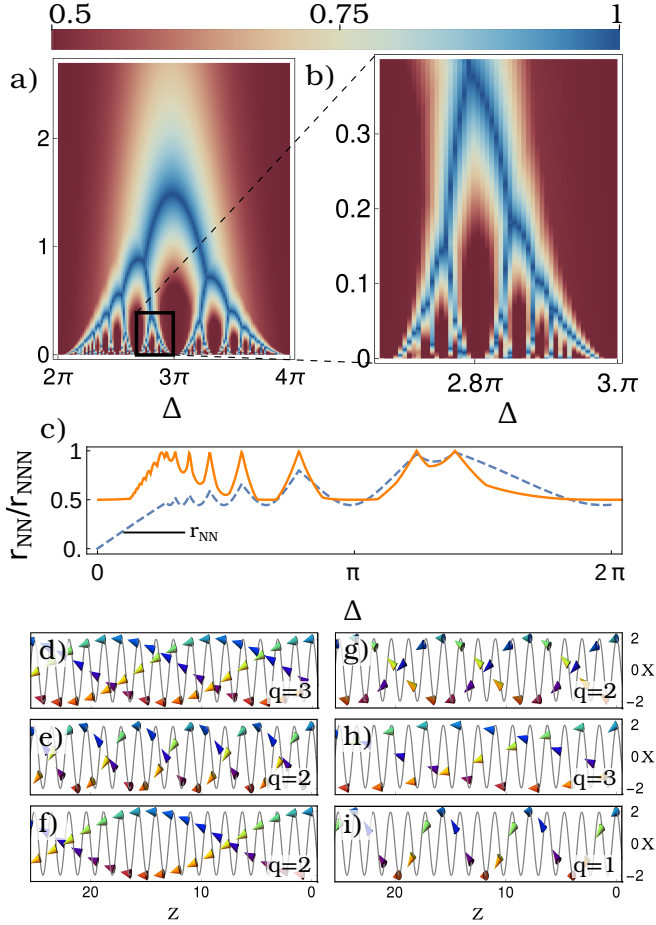 0.5 0.75 1
a) b)
2 0.3
0.2
1 0.1
0 0
2π 3π 4π 2.8π 3.π
Δ Δ
c)
r_NN/r_NNN
1.
0.5
0.
r_NN
0 π 2π
Δ
d) q=3 g) q=2 2 0 X -2
e) q=2 h) q=3 2 0 X -2
f) q=2 i) q=1 2 0 X -2
20 10 0 20 10 0
z z